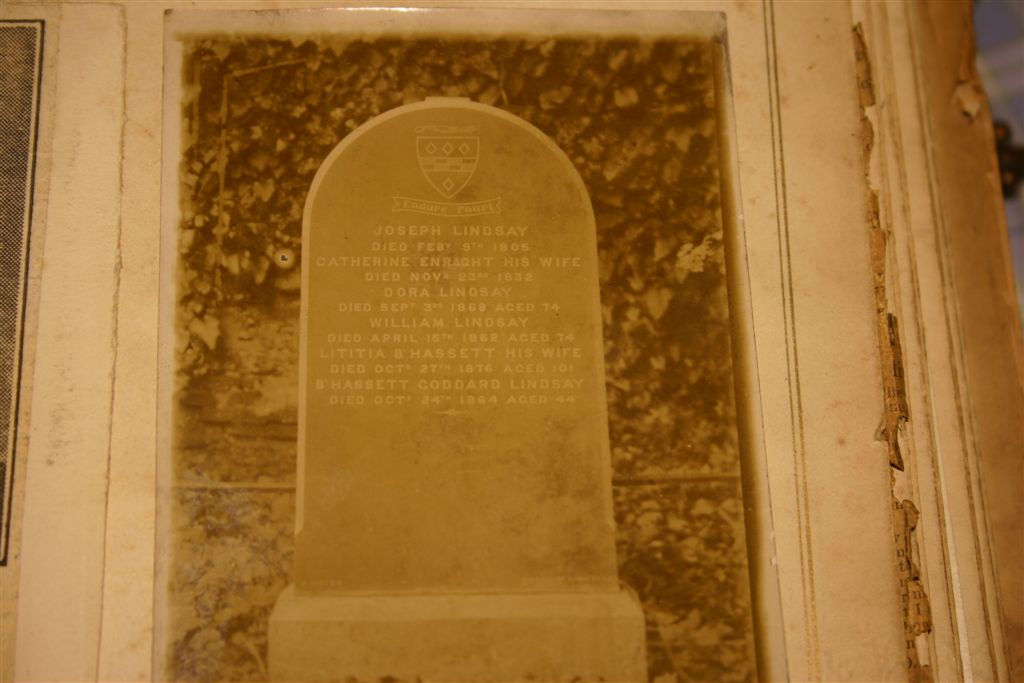 Endure Fourt
JOSEPH LINDSAY
DIED FEBY 9TH 1805
CATHERINE ENRAGHT HIS WIFE
DIED NOVR 23RD 1832
DORA LINDSAY
DIED SEPT 3RD 1868 AGED 74
WILLIAM LINDSAY
DIED APRIL 15TH 1862 AGED 74
LITITIA B'HASSETT HIS WIFE
DIED OCTR 27TH 1876 AGED 101
B'HASSETT GODDARD LINDSAY
DIED OCTR 24TH 1864 AGED 44